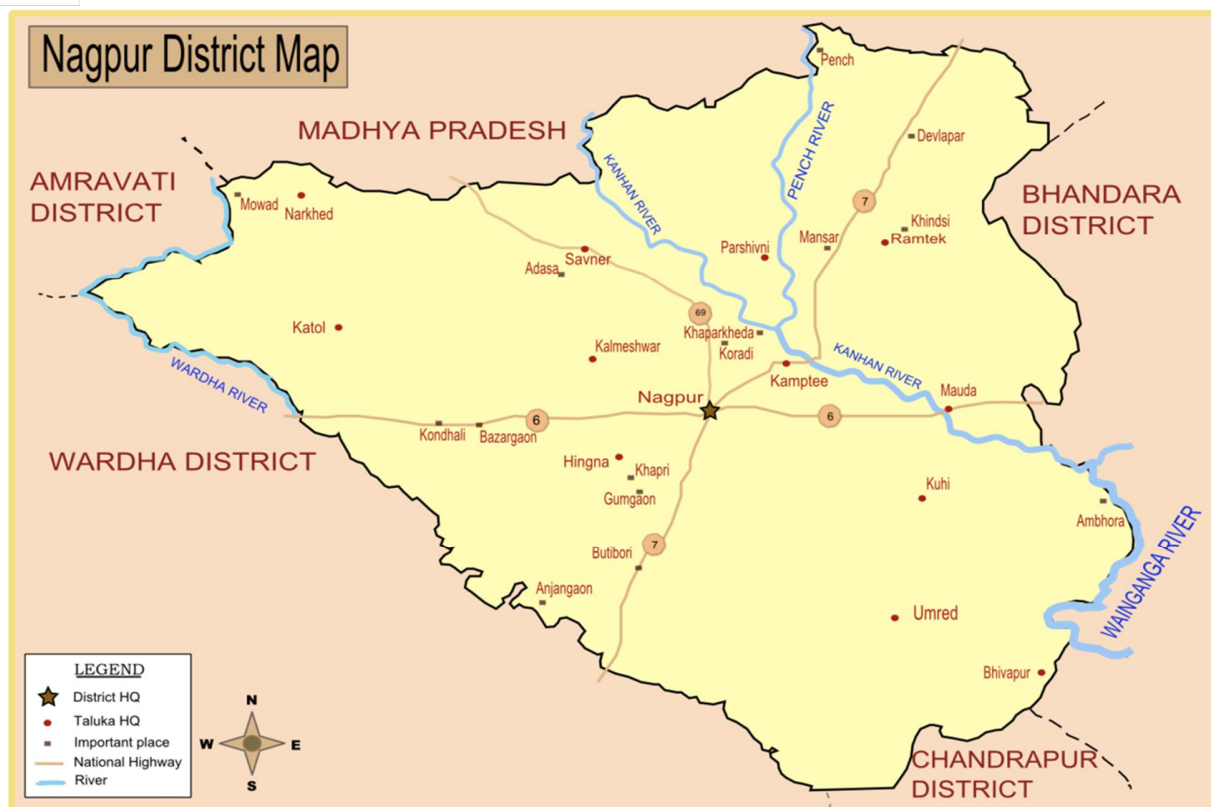 Nagpur District Map
MADHYA PRADESH
AMRAVATI
DISTRICT
BHANDARA
DISTRICT
WARDHA DISTRICT
CHANDRAPUR
DISTRICT
Pench
PENCH RIVER
Devlapar
KANHAN RIVER
Mowad
Narkhed
7
Khindsi
Mansar
Ramtek
Parshivni
Savner
Adasa
69
Katol
Khaparkheda
Koradi
Kalmeshwar
KANHAN RIVER
Kamptee
WARDHA RIVER
Nagpur
Mauda
6
6
Kondhali
Bazargaon
Hingna
Khapri
Gumgaon
Kuhi
Ambhora
WAINGANGA RIVER
7
Butibori
Anjangaon
Umred
Bhivapur
LEGEND
District HQ
Taluka HQ
Important place
National Highway
River
N
W
E
S